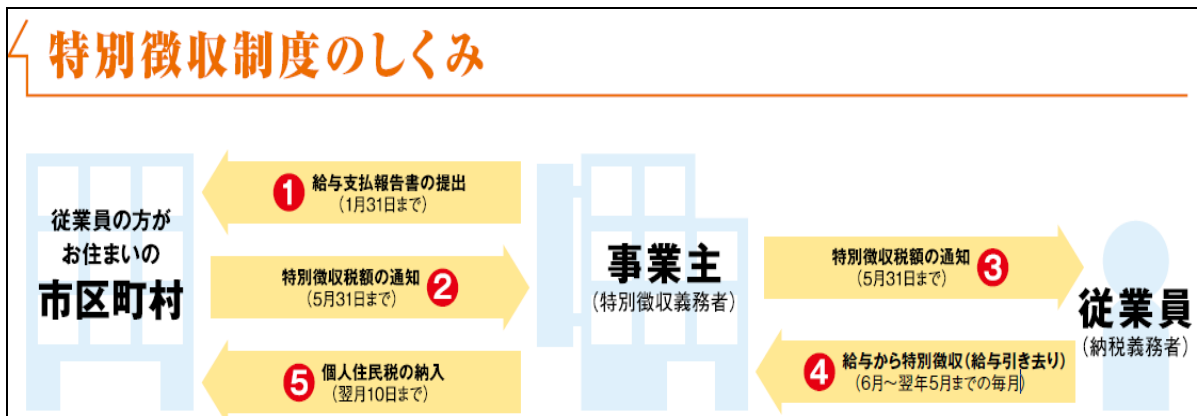 特別徴収制度のしくみ
従業員の方が
お住まいの
市区町村
1 給与支払報告書の提出
(1月31日まで)
特別徴収税額の通知 2
(5月31日まで)
5 個人住民税の納入
(翌月10日まで)
事業主
(特別徴収義務者)
特別徴収税額の通知 3
(5月31日まで)
4 給与から特別徴収(給与引き去り)
(6月～翌年5月までの毎月)
従業員
(納税義務者)